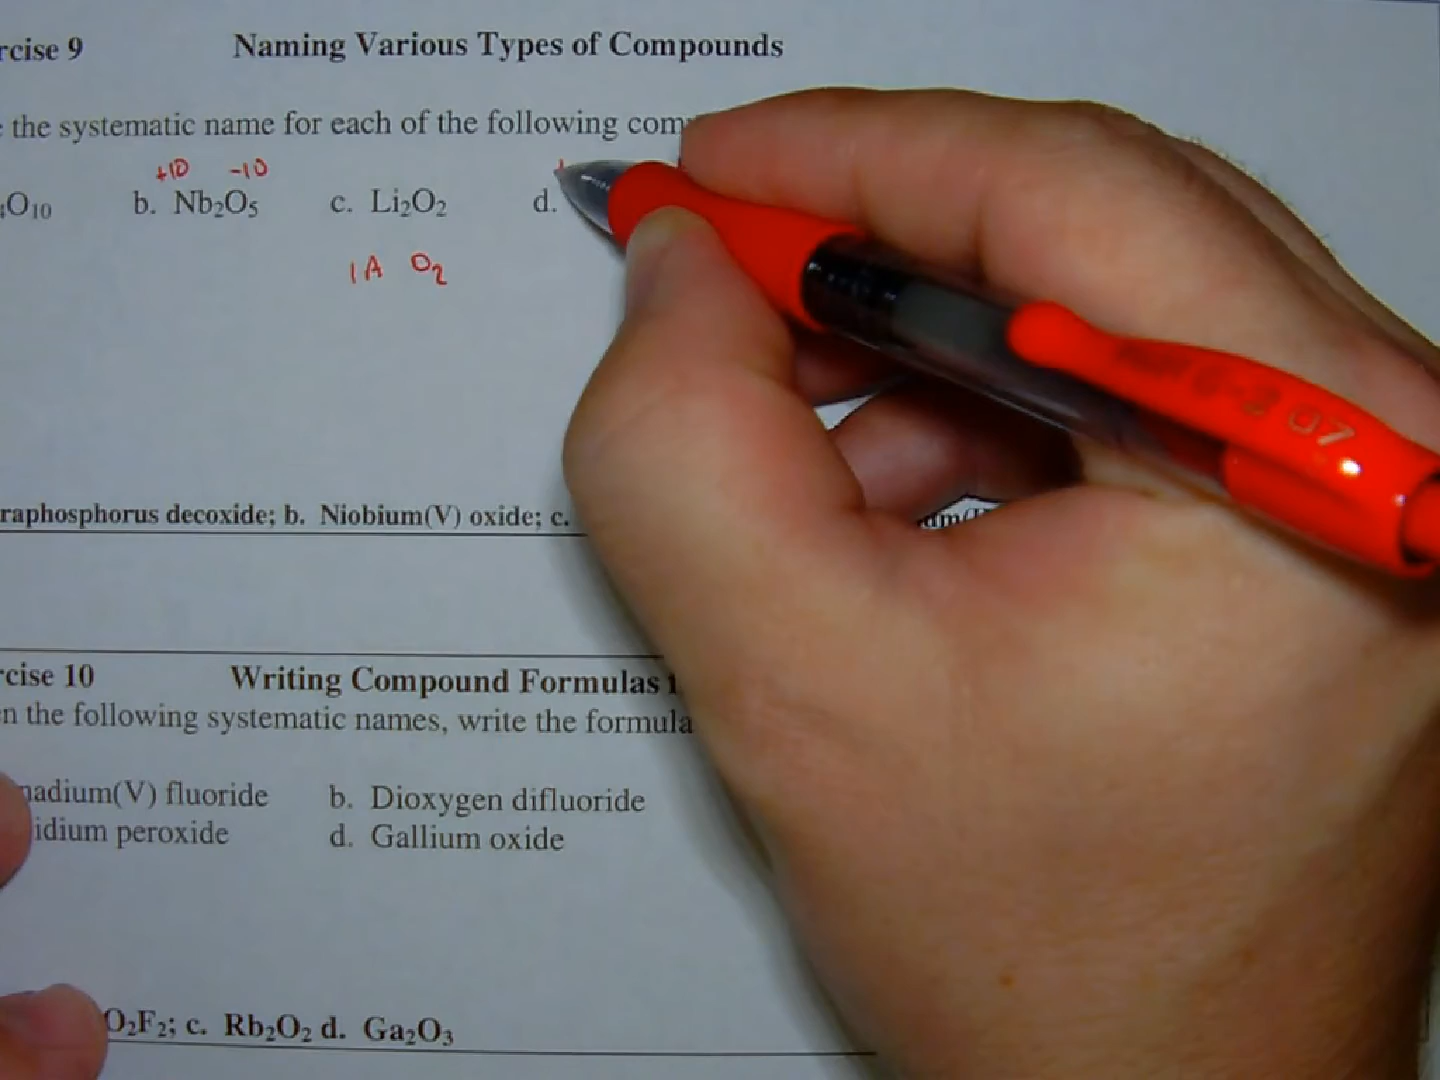 rcise 9 Naming Various Types of Compounds
the systematic name for each of the following com
+10 -10
O₁₀ b. Nb₂O₅ c. Li₂O₂ d.
1A O₂
raphosphorus decoxide; b. Niobium(V) oxide; c.
rcise 10 Writing Compound Formulas
n the following systematic names, write the formula
nadium(V) fluoride b. Dioxygen difluoride
idium peroxide d. Gallium oxide
O₂F₂; c. Rb₂O₂ d. Ga₂O₃